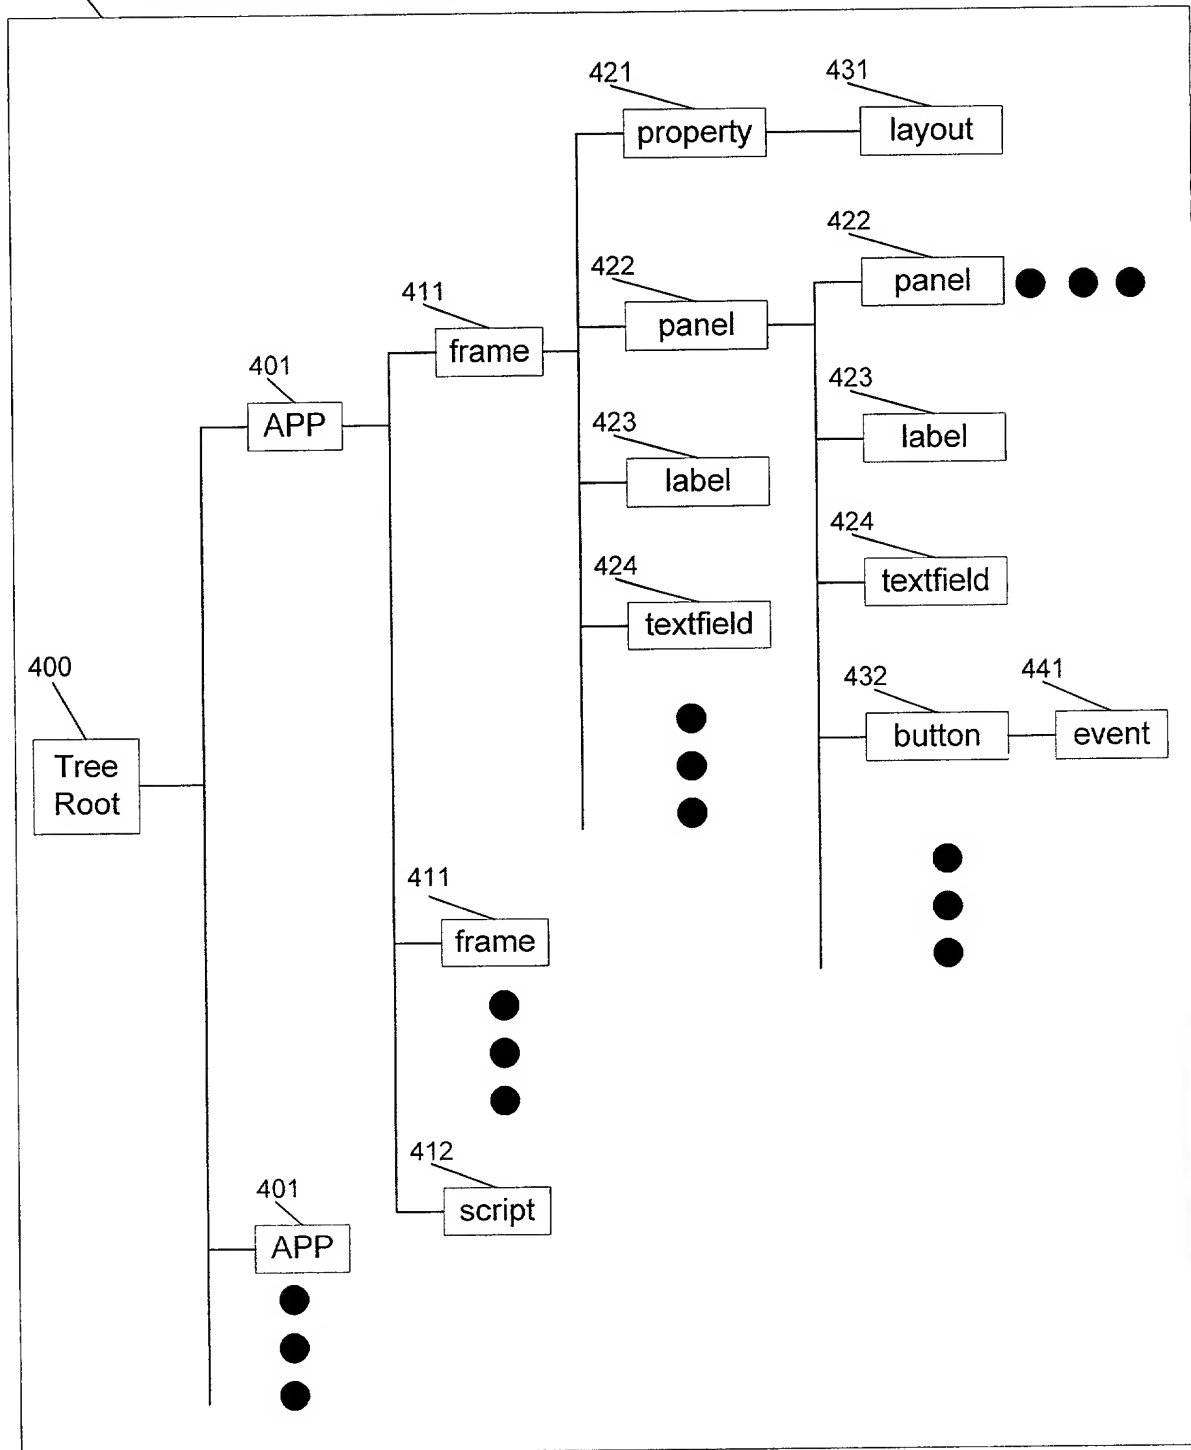 421
431
property
layout
422
422
panel
411
panel
frame
401
423
APP
423
label
label
424
424
textfield
textfield
400
432
441
button
event
Tree
Root
411
frame
412
script
401
APP